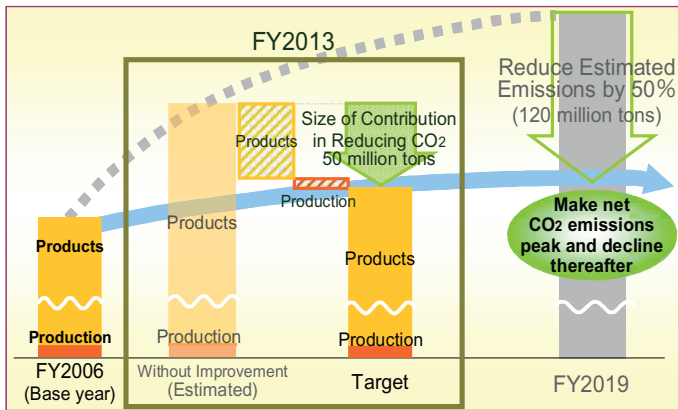 FY2013
Reduce Estimated
Emissions by 50%
(120 million tons)
Products
Size of Contribution
in Reducing CO2
50 million tons
Production
Products
Make net
CO2 emissions
peak and decline
thereafter
Products
Products
Production
Production
Production
FY2006
(Base year)
Without Improvement
(Estimated)
Target
FY2019